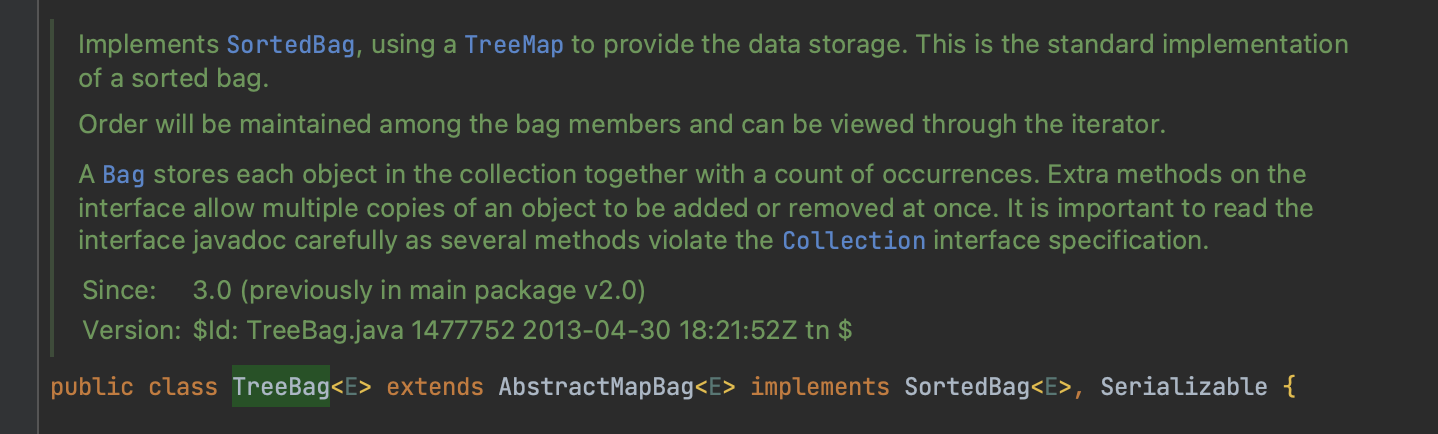 Implements SortedBag, using a TreeMap to provide the data storage. This is the standard implementation
of a sorted bag.
Order will be maintained among the bag members and can be viewed through the iterator.
A Bag stores each object in the collection together with a count of occurrences. Extra methods on the
interface allow multiple copies of an object to be added or removed at once. It is important to read the
interface javadoc carefully as several methods violate the Collection interface specification.
Since: 3.0 (previously in main package v2.0)
Version: $Id: TreeBag.java 1477752 2013-04-30 18:21:52Z tn $
public class TreeBag<E> extends AbstractMapBag<E> implements SortedBag<E>, Serializable {